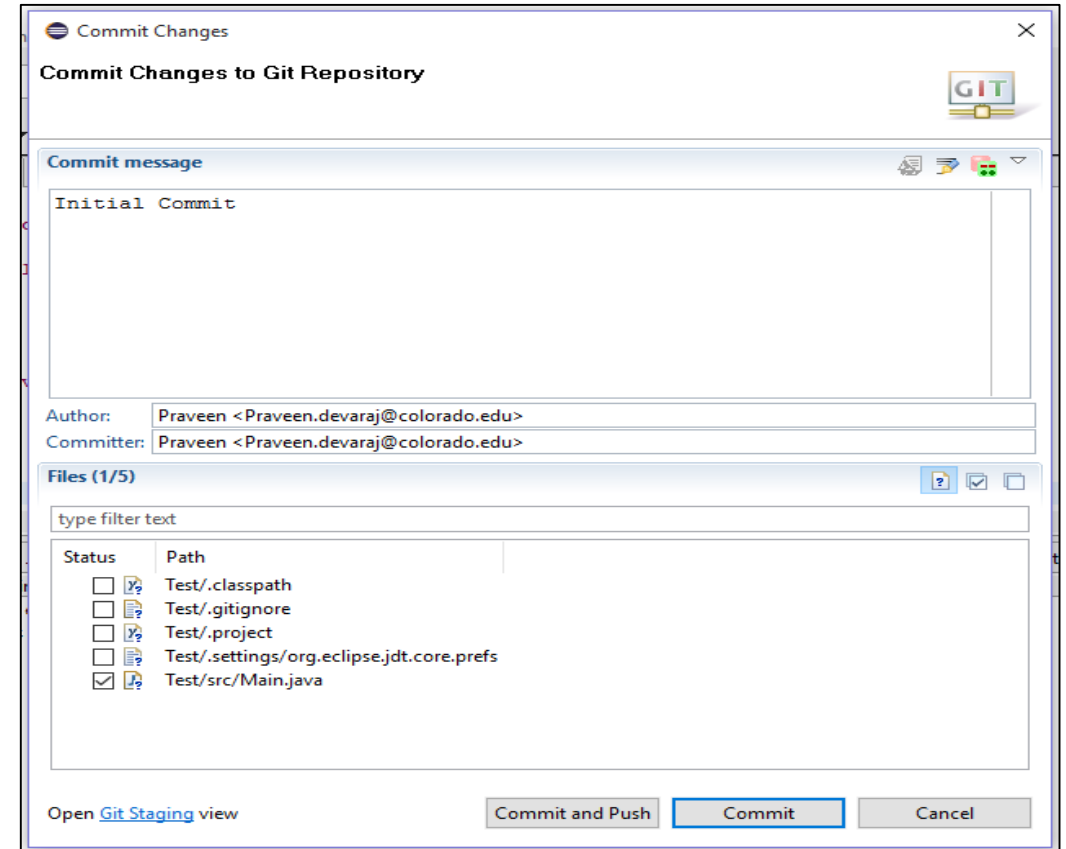 Commit Changes
Commit Changes to Git Repository
GIT
Commit message
Initial Commit
Author: Praveen <Praveen.devaraj@colorado.edu>
Committer: Praveen <Praveen.devaraj@colorado.edu>
Files (1/5)
type filter text
Status Path
Test/.classpath
Test/.gitignore
Test/.project
Test/.settings/org.eclipse.jdt.core.prefs
Test/src/Main.java
Open Git Staging view Commit and Push Commit Cancel